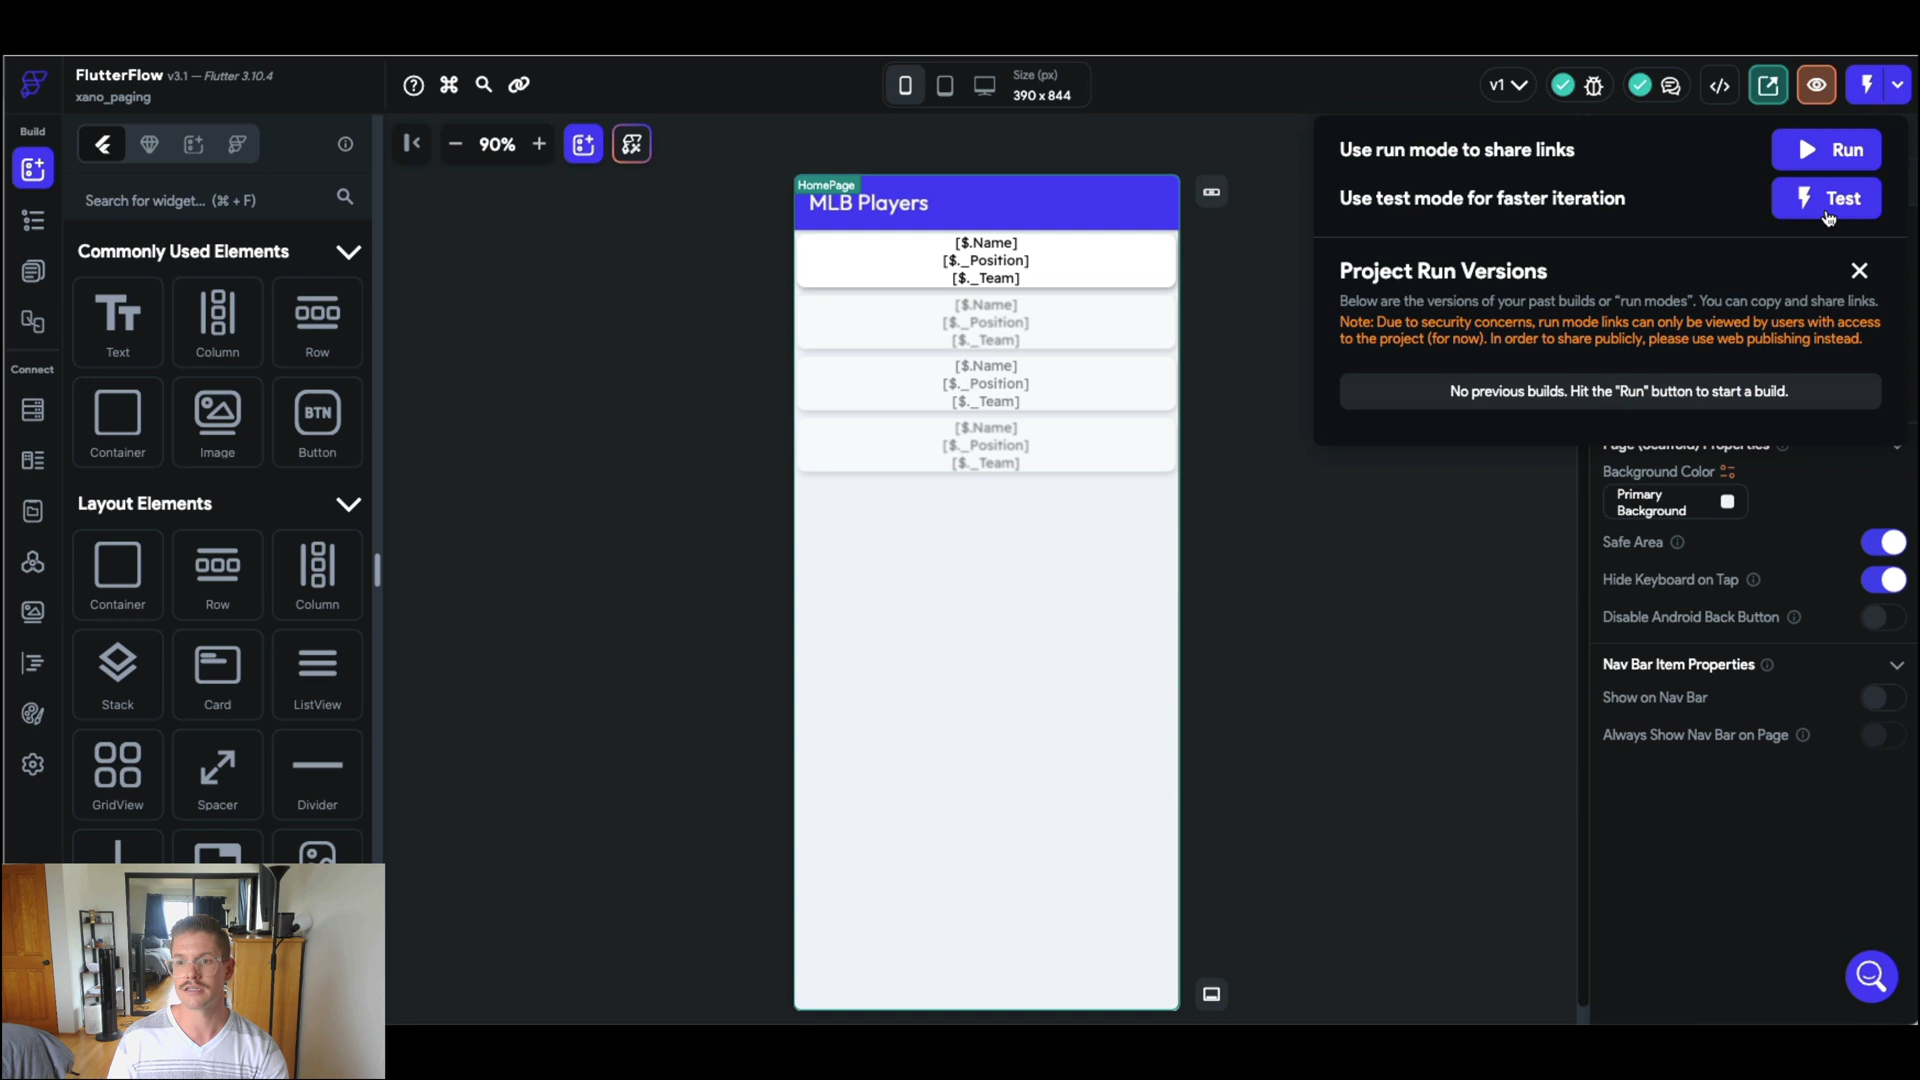 FlutterFlow v3.1 — Flutter 3.10.4
xano_paging
Size (px)
390 x 844
v1
Build
Search for widget... (⌘ + F)
90%
Commonly Used Elements
Text
Column
Row
BTN
Container
Image
Button
Connect
Layout Elements
Container
Row
Column
Stack
Card
ListView
GridView
Spacer
Divider
HomePage
MLB Players
[$.Name]
[$._Position]
[$._Team]
[$.Name]
[$._Position]
[$._Team]
[$.Name]
[$._Position]
[$._Team]
[$.Name]
[$._Position]
[$._Team]
Use run mode to share links
Run
Use test mode for faster iteration
Test
Project Run Versions
Below are the versions of your past builds or “run modes”. You can copy and share links.
Note: Due to security concerns, run mode links can only be viewed by users with access
to the project (for now). In order to share publicly, please use web publishing instead.
No previous builds. Hit the "Run" button to start a build.
Page (Scaffold) Properties
Background Color
Primary
Background
Safe Area
Hide Keyboard on Tap
Disable Android Back Button
Nav Bar Item Properties
Show on Nav Bar
Always Show Nav Bar on Page